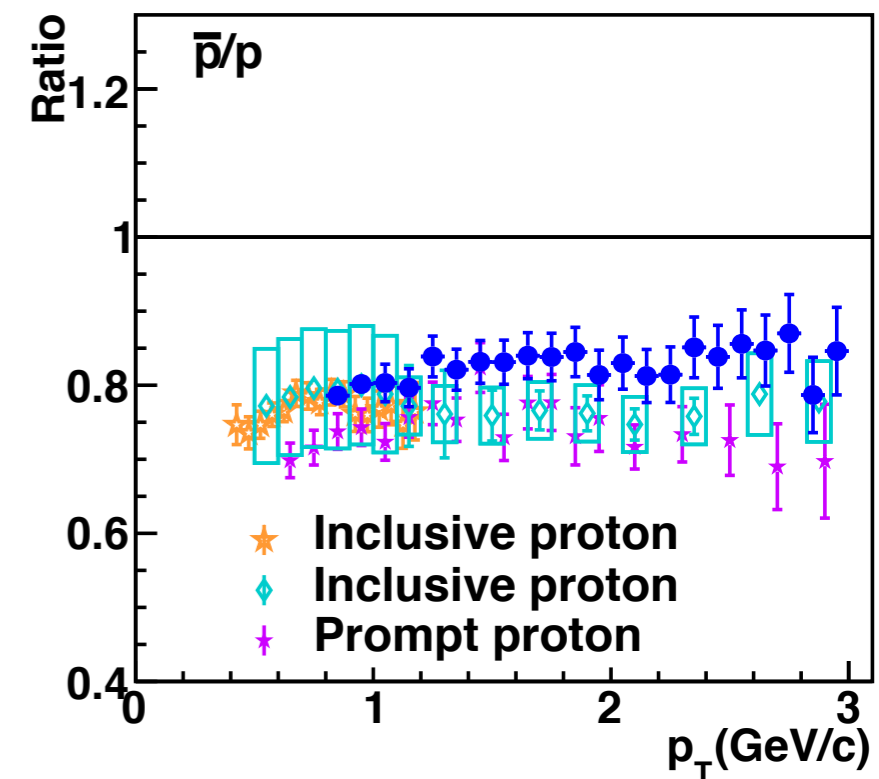 Ratio
p̅/p
1.2
1
0.8
0.6
0.4
Inclusive proton
Inclusive proton
Prompt proton
0 1 2 3
p_T(GeV/c)